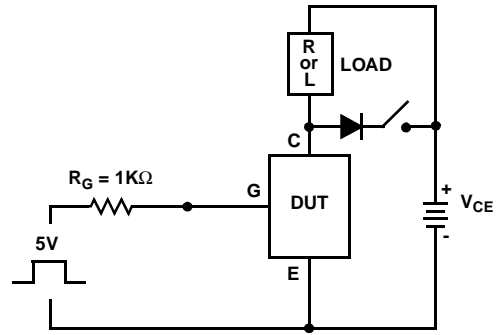 R
or
L
LOAD
C
R_G = 1KΩ
G
DUT
+
V_CE
-
5V
E